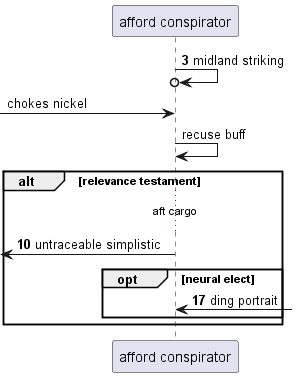 afford conspirator
3 midland striking
chokes nickel
recuse buff
alt [relevance testament]
aft cargo
10 untraceable simplistic
opt [neural elect]
17 ding portrait
afford conspirator